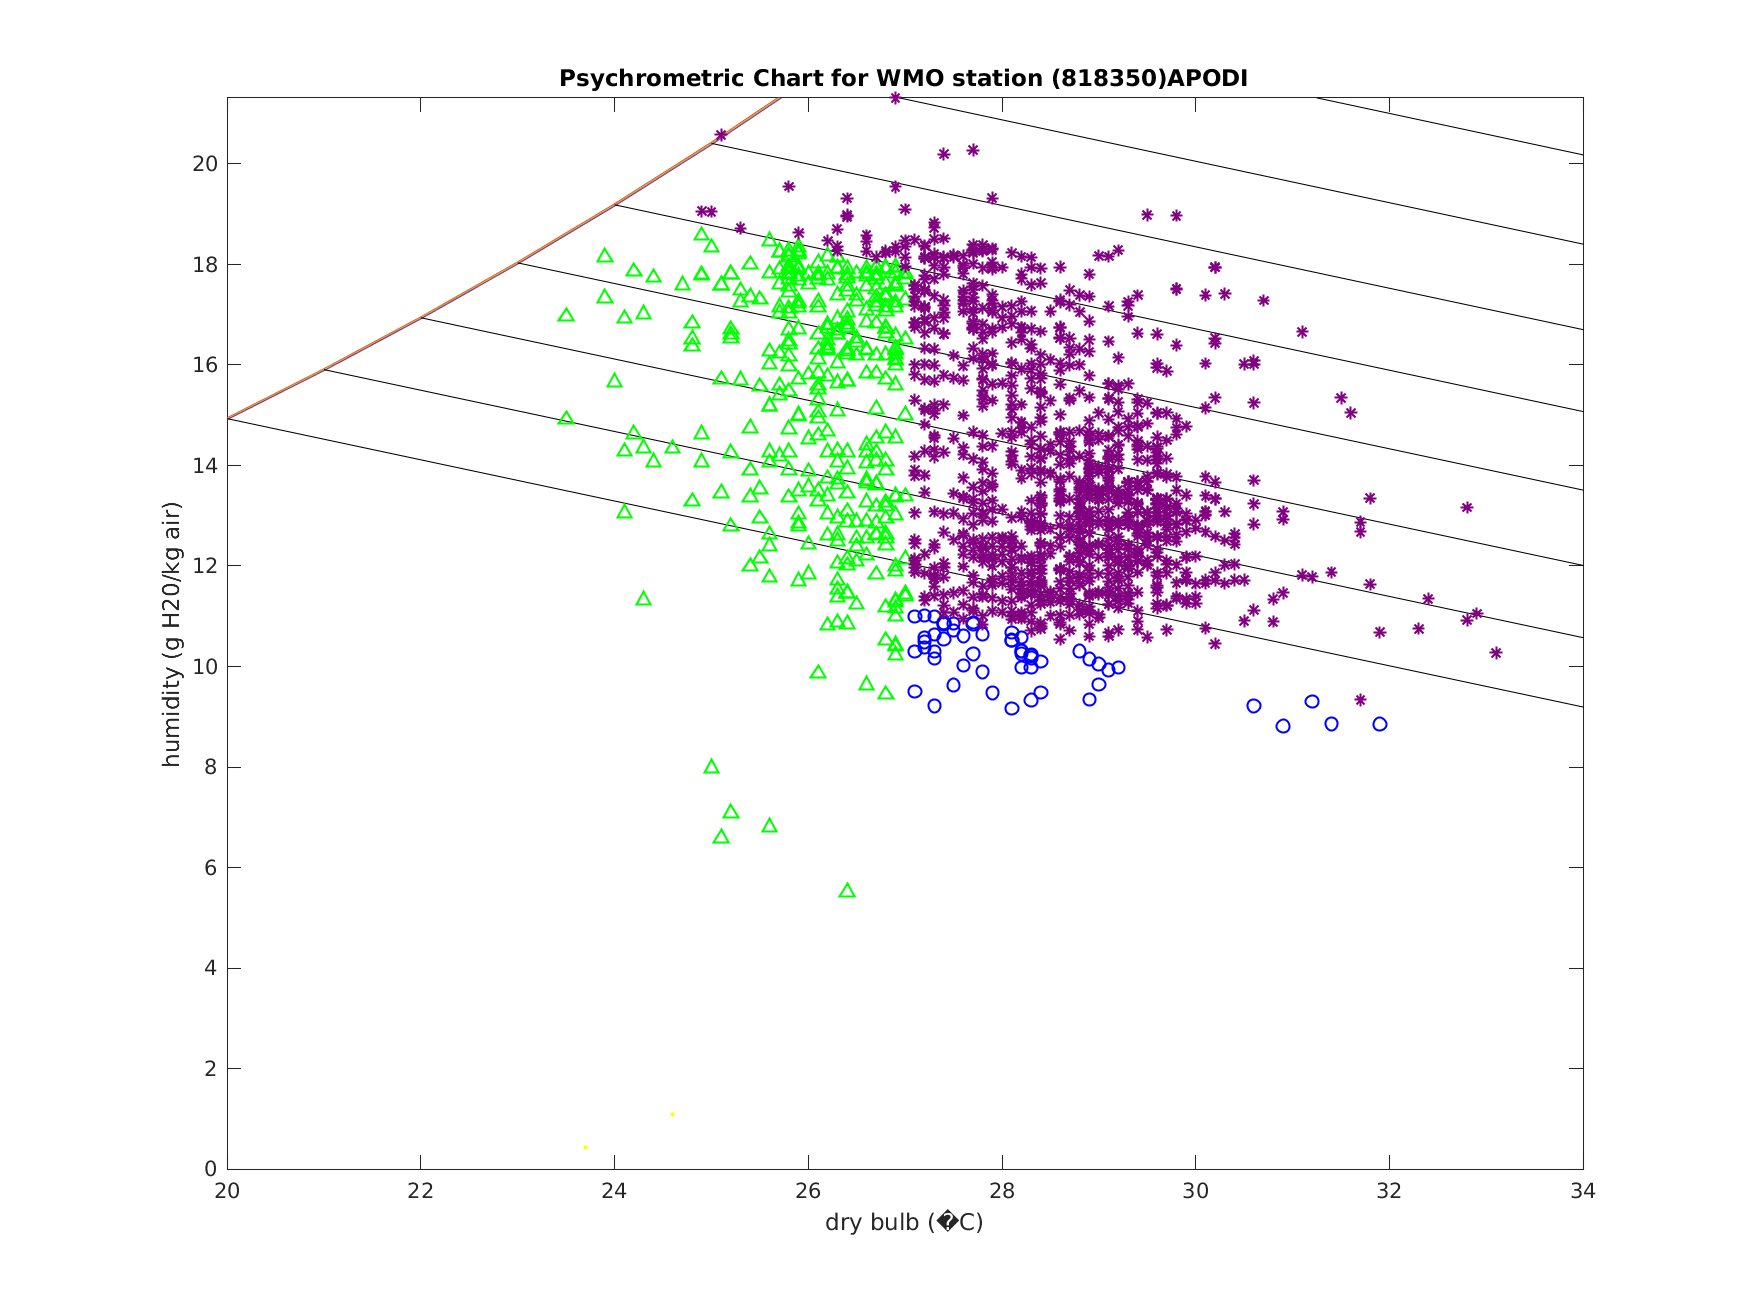 Psychrometric Chart for WMO station (818350)APODI
humidity (g H20/kg air)
20
18
16
14
12
10
8
6
4
2
0
20 22 24 26 28 30 32 34
dry bulb (�C)